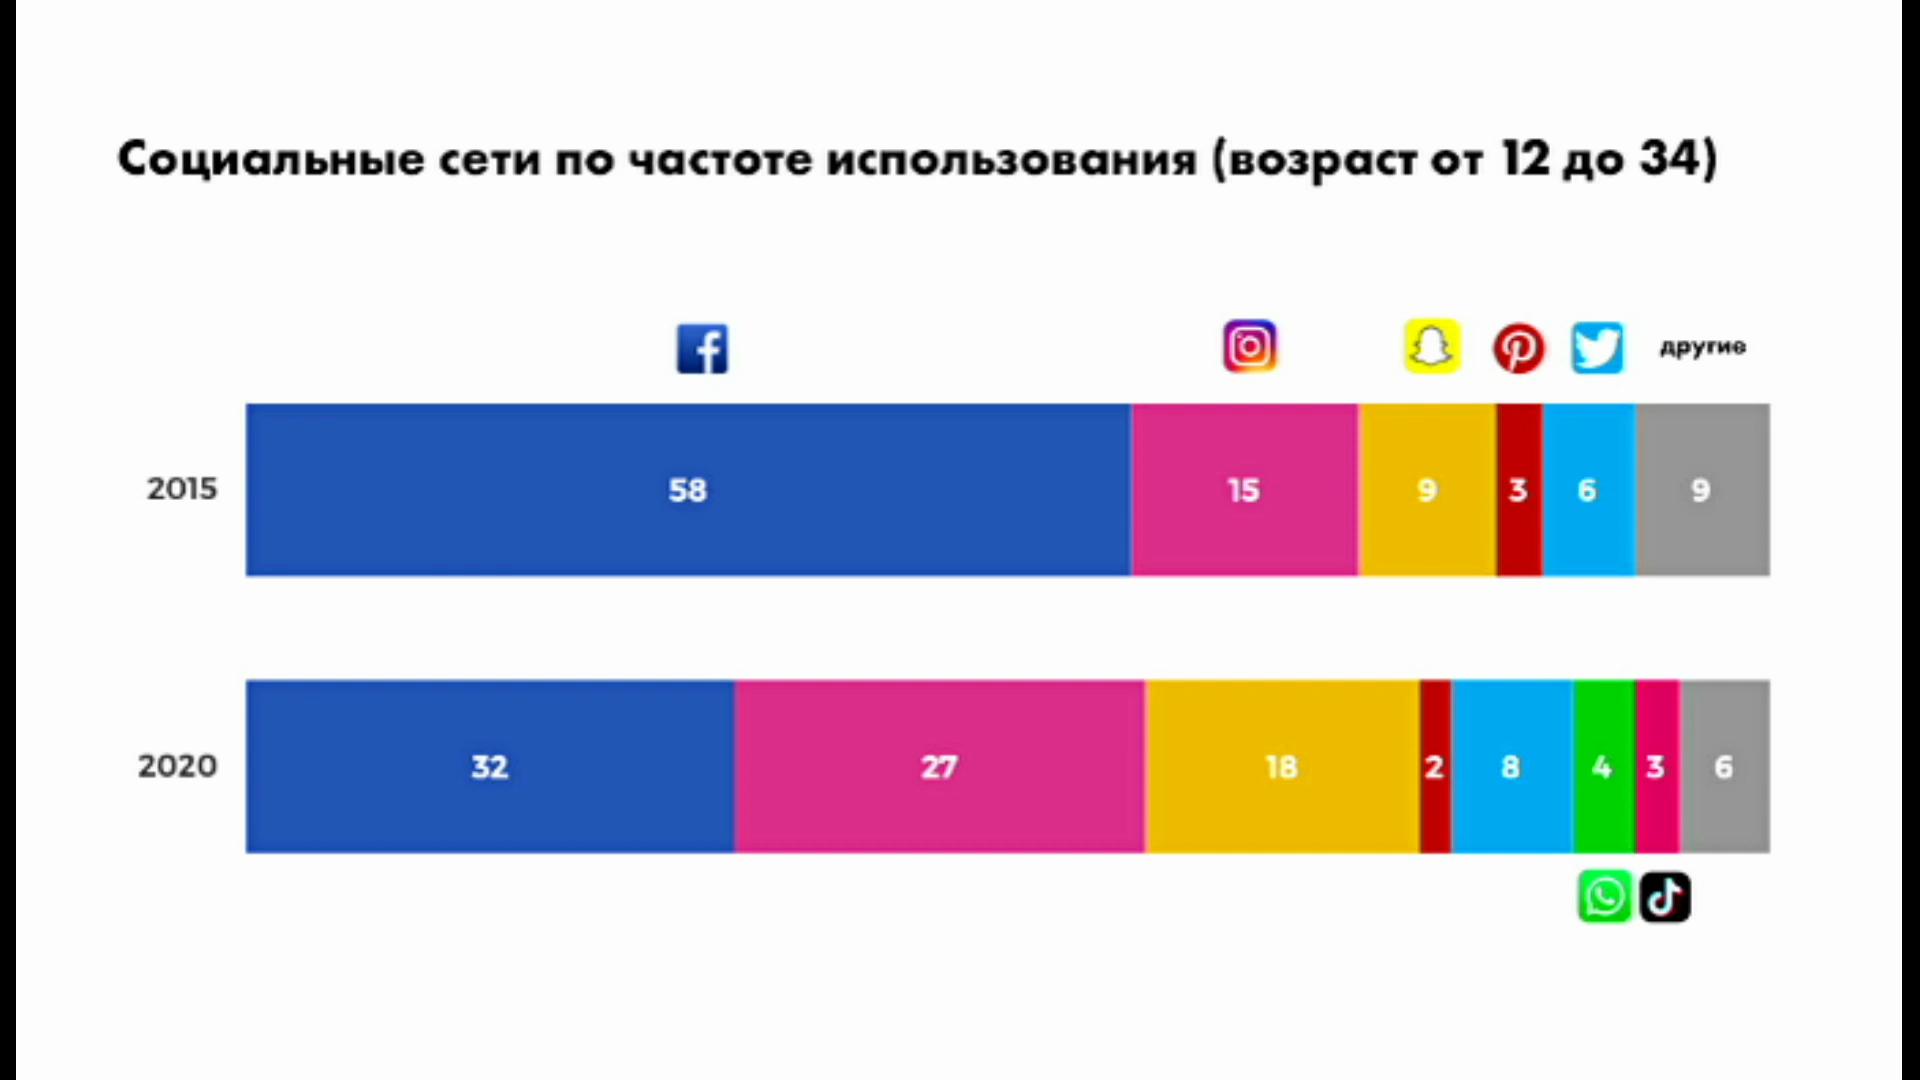 Социальные сети по частоте использования (возраст от 12 до 34)
другие
2015 58 15 9 3 6 9
2020 32 27 18 2 8 4 3 6